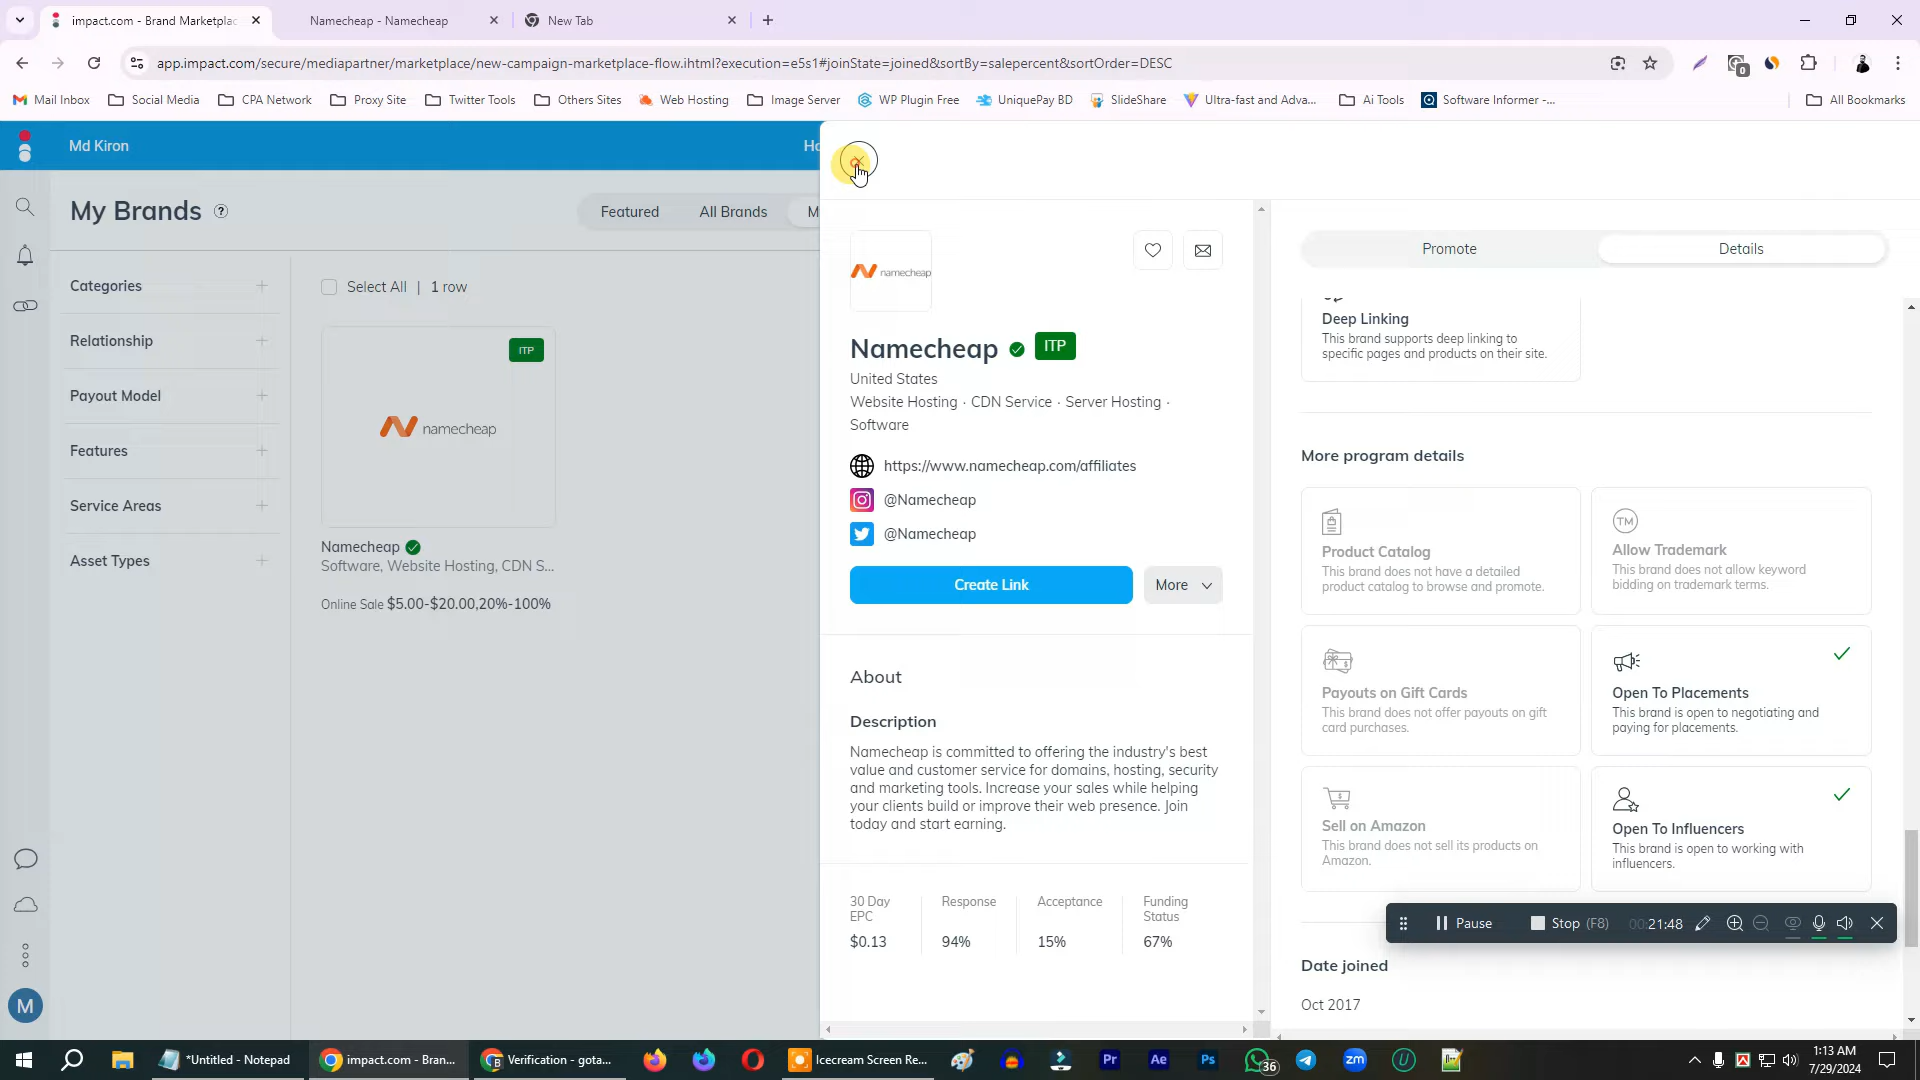 impact.com - Brand Marketplac
Namecheap - Namecheap
New Tab
app.impact.com/secure/mediapartner/marketplace/new-campaign-marketplace-flow.ihtml?execution=e5s1#joinState=joined&sortBy=salepercent&sortOrder=DESC
0
Mail Inbox
Social Media
CPA Network
Proxy Site
Twitter Tools
Others Sites
Web Hosting
Image Server
WP Plugin Free
UniquePay BD
SlideShare
Ultra-fast and Adva...
Ai Tools
Software Informer -...
All Bookmarks
Md Kiron
Ho
My Brands ?
Featured
All Brands
M
Categories
Relationship
Payout Model
Features
Service Areas
Asset Types
Select All | 1 row
ITP
namecheap
Namecheap
Software, Website Hosting, CDN S...
Online Sale $5.00-$20.00,20%-100%
M
namecheap
Namecheap ITP
United States
Website Hosting · CDN Service · Server Hosting ·
Software
https://www.namecheap.com/affiliates
@Namecheap
@Namecheap
Create Link
More
About
Description
Namecheap is committed to offering the industry's best
value and customer service for domains, hosting, security
and marketing tools. Increase your sales while helping
your clients build or improve their web presence. Join
today and start earning.
30 Day
EPC
$0.13
Response
94%
Acceptance
15%
Funding
Status
67%
Promote
Details
Deep Linking
This brand supports deep linking to
specific pages and products on their site.
More program details
Product Catalog
This brand does not have a detailed
product catalog to browse and promote.
TM
Allow Trademark
This brand does not allow keyword
bidding on trademark terms.
Payouts on Gift Cards
This brand does not offer payouts on gift
card purchases.
Open To Placements
This brand is open to negotiating and
paying for placements.
Sell on Amazon
This brand does not sell its products on
Amazon.
Open To Influencers
This brand is open to working with
influencers.
Pause
Stop (F8)
00:21:48
Date joined
Oct 2017
*Untitled - Notepad
impact.com - Bran...
B
Verification - gota...
Icecream Screen Re...
Pr
Ae
Ps
36
zm
U
1:13 AM
7/29/2024